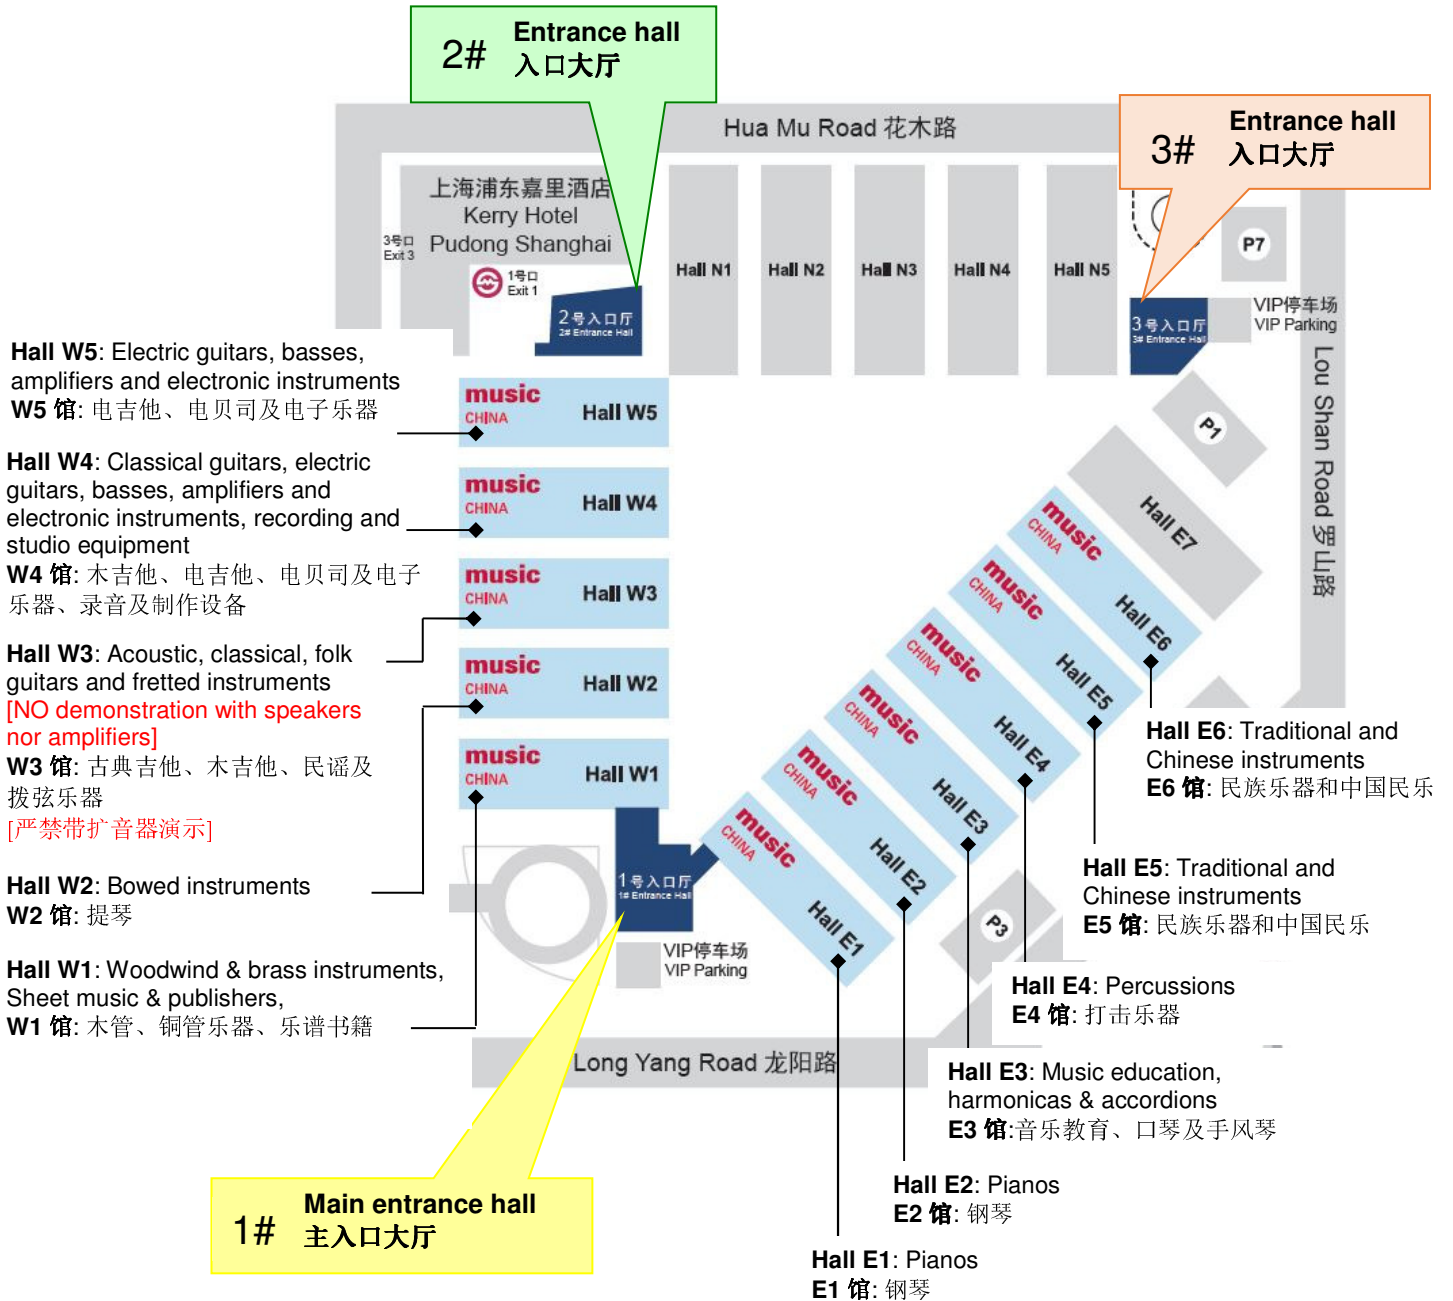 2#
Entrance hall
入口大厅
Hua Mu Road 花木路
3#
Entrance hall
入口大厅
上海浦东嘉里酒店
Kerry Hotel
Pudong Shanghai
3号口
Exit 3
1号口
Exit 1
2号入口厅
2# Entrance Hall
Hall N1
Hall N2
Hall N3
Hall N4
Hall N5
P7
VIP停车场
VIP Parking
3号入口厅
3# Entrance Hall
Lou Shan Road 罗山路
P1
Hall W5: Electric guitars, basses,
amplifiers and electronic instruments
W5 馆: 电吉他、电贝司及电子乐器
music
CHINA
Hall W5
Hall W4: Classical guitars, electric
guitars, basses, amplifiers and
electronic instruments, recording and
studio equipment
W4 馆: 木吉他、电吉他、电贝司及电子
乐器、录音及制作设备
music
CHINA
Hall W4
Hall W3: Acoustic, classical, folk
guitars and fretted instruments
[NO demonstration with speakers
nor amplifiers]
W3 馆: 古典吉他、木吉他、民谣及
拨弦乐器
[严禁带扩音器演示]
music
CHINA
Hall W3
Hall W2: Bowed instruments
W2 馆: 提琴
music
CHINA
Hall W2
Hall W1: Woodwind & brass instruments,
Sheet music & publishers,
W1 馆: 木管、铜管乐器、乐谱书籍
music
CHINA
Hall W1
1号入口厅
1# Entrance Hall
VIP停车场
VIP Parking
Hall E7
music
CHINA
Hall E6
music
CHINA
Hall E5
music
CHINA
Hall E4
music
CHINA
Hall E3
music
CHINA
Hall E2
music
CHINA
Hall E1
P3
Hall E6: Traditional and
Chinese instruments
E6 馆: 民族乐器和中国民乐
Hall E5: Traditional and
Chinese instruments
E5 馆: 民族乐器和中国民乐
Hall E4: Percussions
E4 馆: 打击乐器
Hall E3: Music education,
harmonicas & accordions
E3 馆:音乐教育、口琴及手风琴
Hall E2: Pianos
E2 馆: 钢琴
Hall E1: Pianos
E1 馆: 钢琴
Long Yang Road 龙阳路
1#
Main entrance hall
主入口大厅